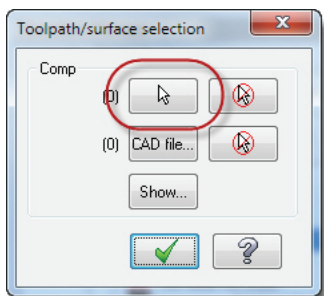 Toolpath/surface selection
Comp
(0)
(0) CAD file...
Show...